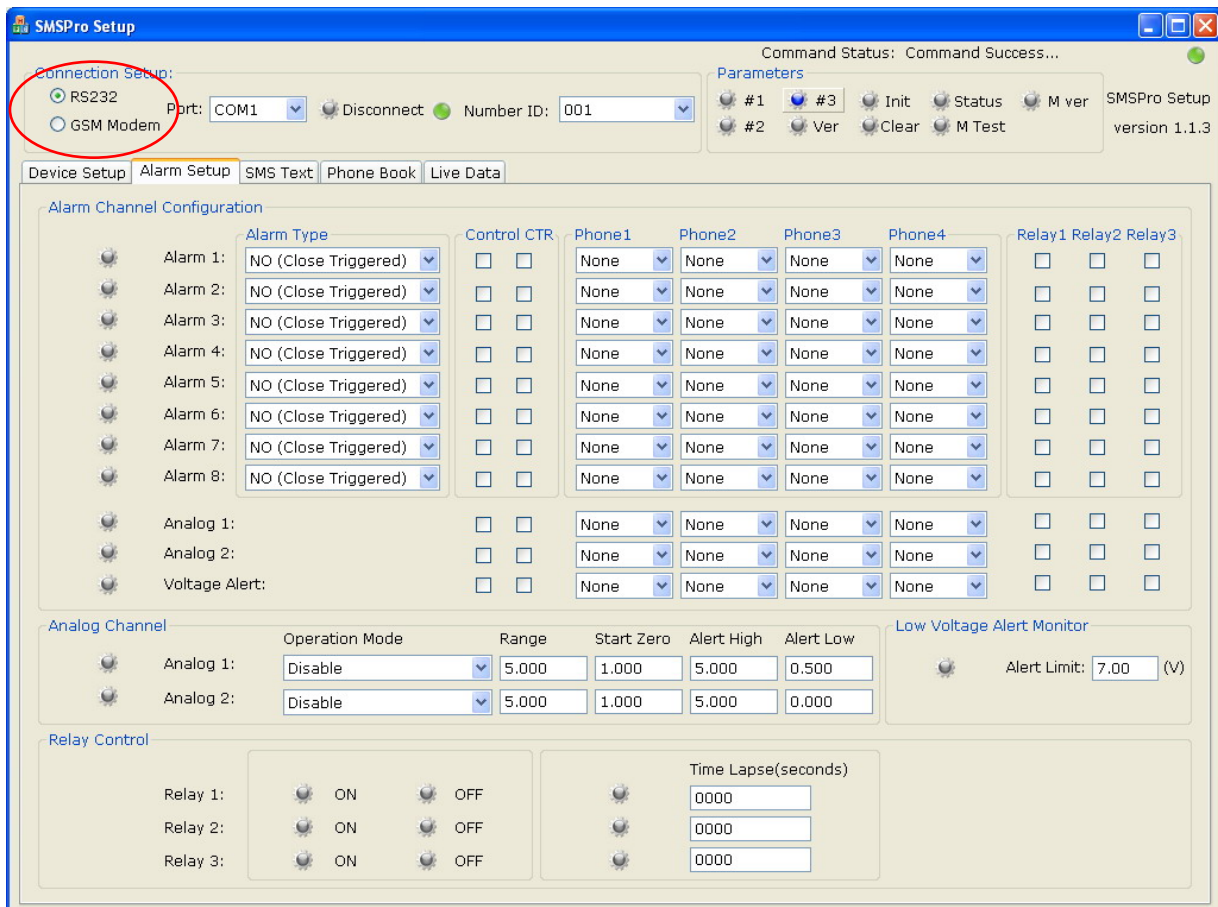 SMSPro Setup
Command Status: Command Success...
Connection Setup:
RS232
GSM Modem
Port: COM1
Disconnect
Number ID: 001
Parameters
#1 #3 Init Status M ver
#2 Ver Clear M Test
SMSPro Setup
version 1.1.3
Device Setup Alarm Setup SMS Text Phone Book Live Data
Alarm Channel Configuration
Alarm Type Control CTR Phone1 Phone2 Phone3 Phone4 Relay1 Relay2 Relay3
Alarm 1: NO (Close Triggered) None None None None
Alarm 2: NO (Close Triggered) None None None None
Alarm 3: NO (Close Triggered) None None None None
Alarm 4: NO (Close Triggered) None None None None
Alarm 5: NO (Close Triggered) None None None None
Alarm 6: NO (Close Triggered) None None None None
Alarm 7: NO (Close Triggered) None None None None
Alarm 8: NO (Close Triggered) None None None None
Analog 1: None None None None
Analog 2: None None None None
Voltage Alert: None None None None
Analog Channel
Operation Mode Range Start Zero Alert High Alert Low
Analog 1: Disable 5.000 1.000 5.000 0.500
Analog 2: Disable 5.000 1.000 5.000 0.000
Low Voltage Alert Monitor
Alert Limit: 7.00 (V)
Relay Control
Time Lapse(seconds)
Relay 1: ON OFF 0000
Relay 2: ON OFF 0000
Relay 3: ON OFF 0000